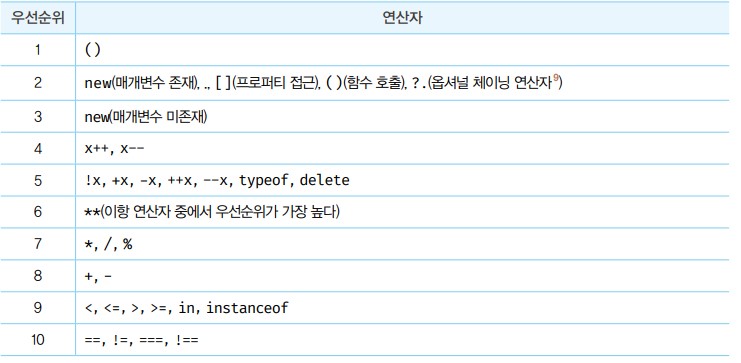 우선순위 연산자
1 ()
2 new(매개변수 존재), ., [](프로퍼티 접근), ()(함수 호출), ?.(옵셔널 체이닝 연산자9)
3 new(매개변수 미존재)
4 x++, x--
5 !x, +x, -x, ++x, --x, typeof, delete
6 **(이항 연산자 중에서 우선순위가 가장 높다)
7 *, /, %
8 +, -
9 <, <=, >, >=, in, instanceof
10 ==, !=, ===, !==